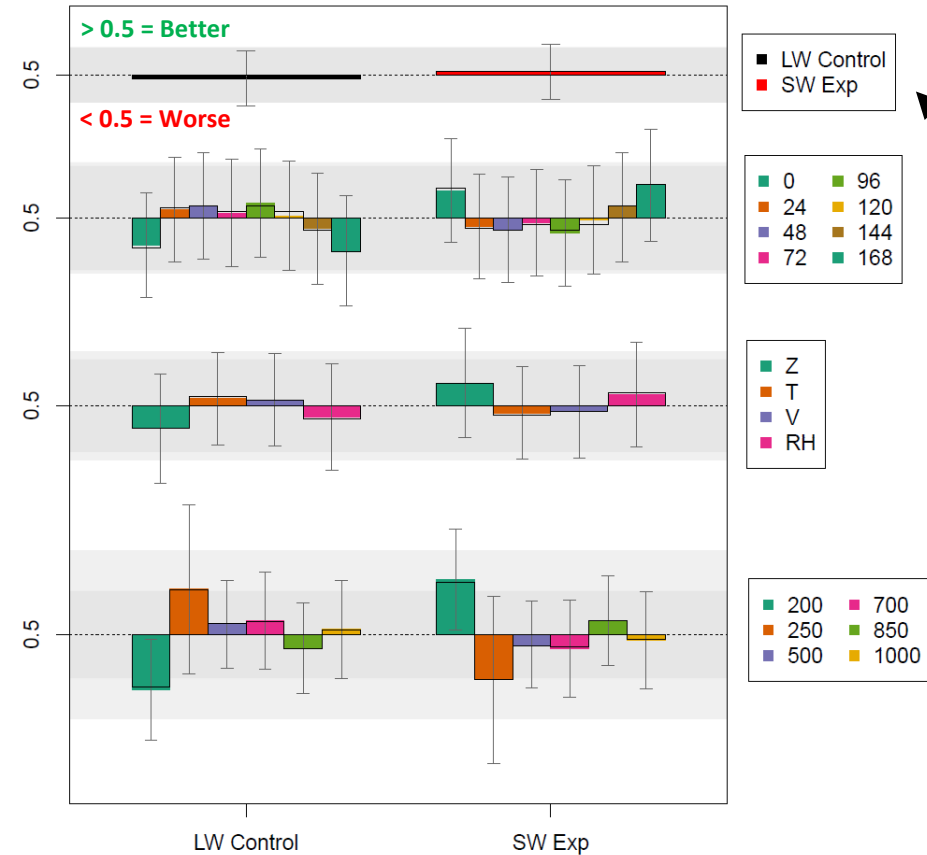 > 0.5 = Better
0.5
< 0.5 = Worse
LW Control
SW Exp
0.5
0 96
24 120
48 144
72 168
0.5
Z
T
V
RH
0.5
200 700
250 850
500 1000
LW Control SW Exp